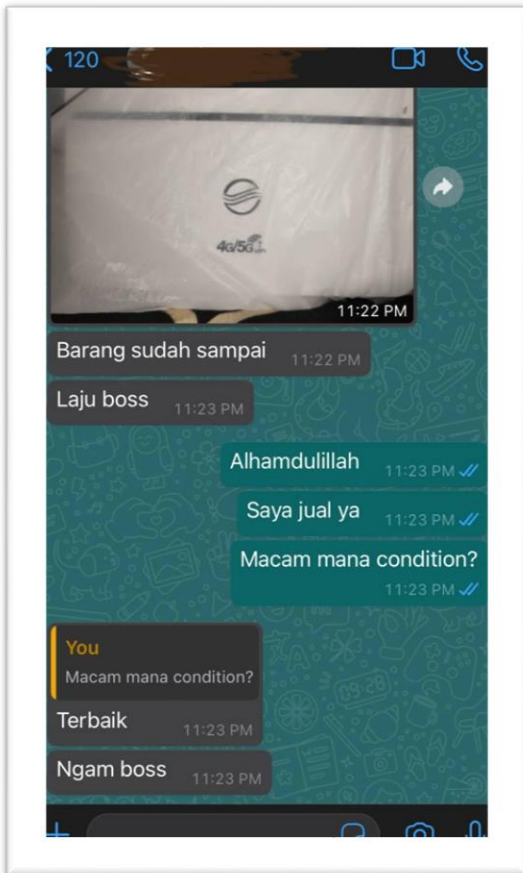 120
4G/5G
11:22 PM
Barang sudah sampai 11:22 PM
Laju boss 11:23 PM
Alhamdulillah 11:23 PM
Saya jual ya 11:23 PM
Macam mana condition?
11:23 PM
You
Macam mana condition?
Terbaik 11:23 PM
Ngam boss 11:23 PM